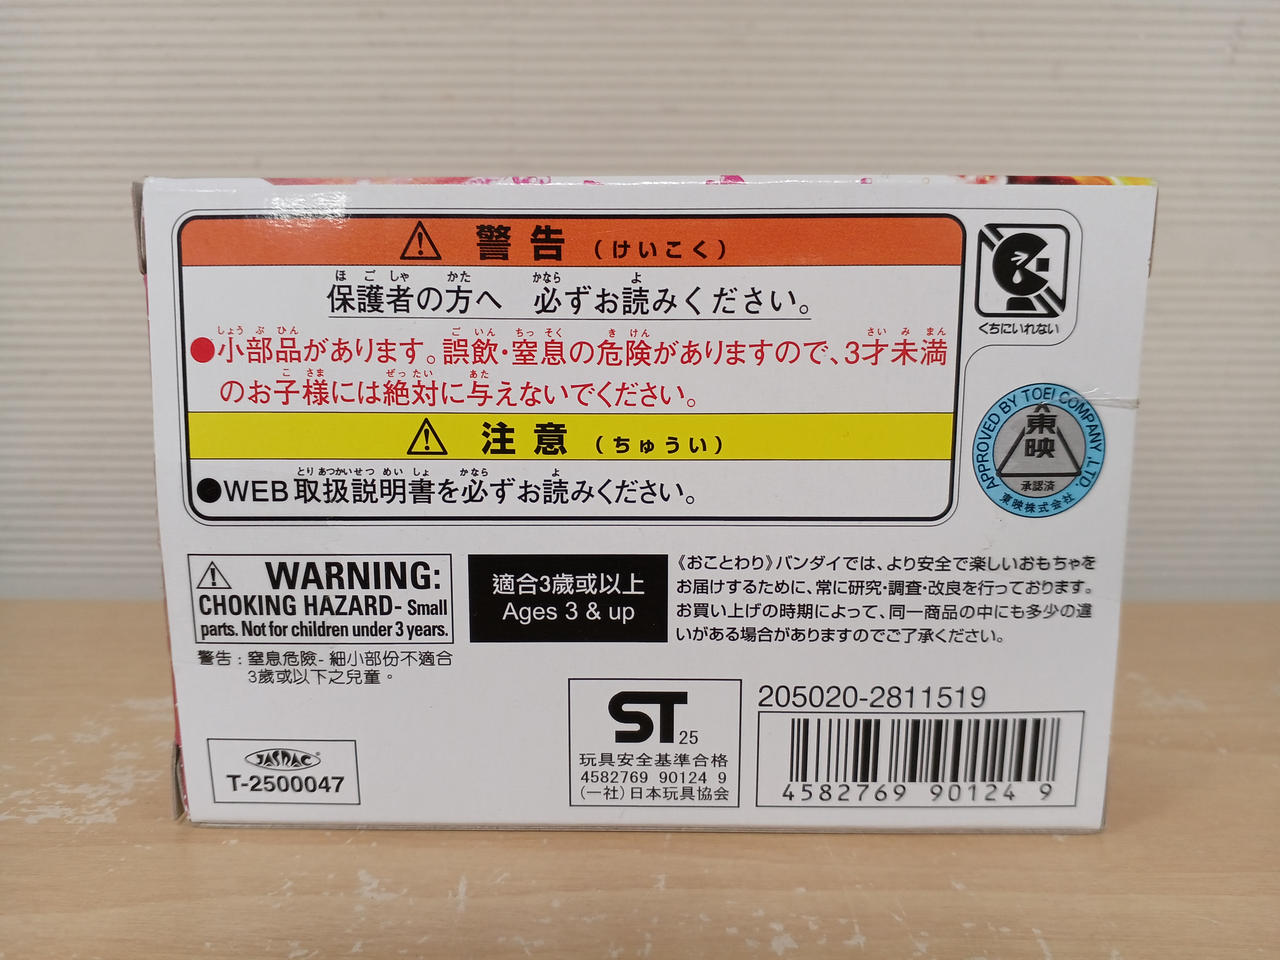 警告（けいこく）
保護者の方へ　必ずお読みください。
ほごしゃ　かた　かなら　よ
●小部品があります。誤飲・窒息の危険がありますので、3才未満
しょうぶひん　ごいん　ちっそく　きけん　さいみまん
のお子様には絶対に与えないでください。
こさま　ぜったい　あた
注意（ちゅうい）
●WEB取扱説明書を必ずお読みください。
とりあつかいせつめいしょ　かなら　よ
くちにいれない
APPROVED BY TOEI COMPANY, LTD.
東映
承認済
東映株式会社
WARNING:
CHOKING HAZARD- Small
parts. Not for children under 3 years.
警告：窒息危險-細小部份不適合
3歲或以下之兒童。
適合3歲或以上
Ages 3 & up
《おことわり》バンダイでは、より安全で楽しいおもちゃを
お届けするために、常に研究・調査・改良を行っております。
お買い上げの時期によって、同一商品の中にも多少の違
いがある場合がありますのでご了承ください。
JASRAC
T-2500047
ST 25
玩具安全基準合格
4582769 90124 9
(一社)日本玩具協会
205020-2811519
4582769 90124 9